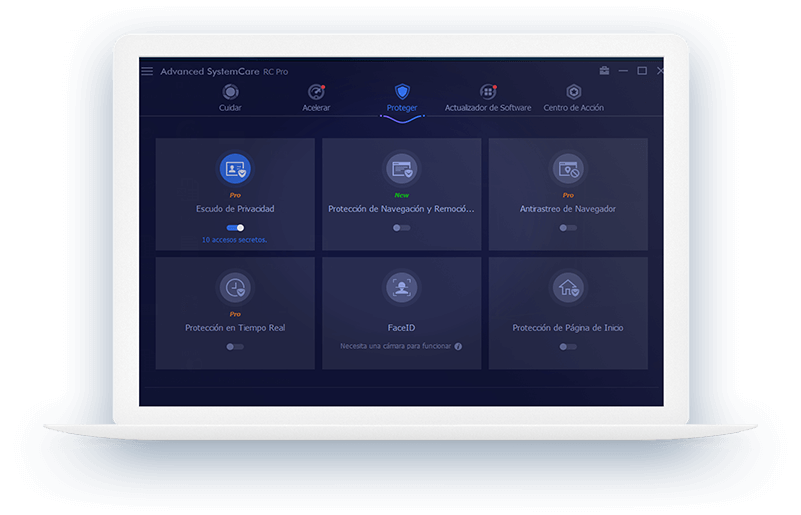 Advanced SystemCare RC Pro
Cuidar
Acelerar
Proteger
Actualizador de Software
Centro de Acción
Pro
Escudo de Privacidad
10 accesos secretos.
New
Protección de Navegación y Remoció...
Pro
Antirastreo de Navegador
Pro
Protección en Tiempo Real
FaceID
Necesita una cámara para funcionar
Protección de Página de Inicio